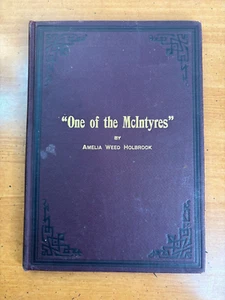 "One of the McIntyres"
BY
AMELIA WEED HOLBROOK